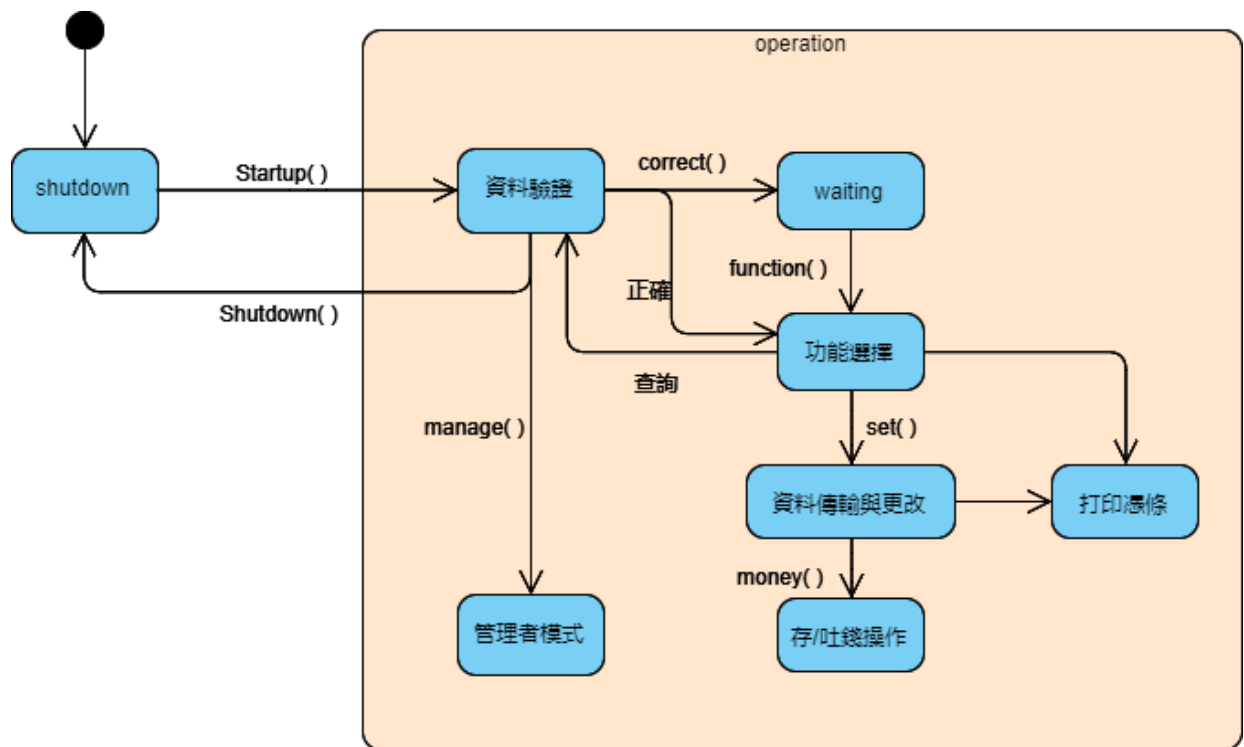 operation
shutdown
Startup( )
資料驗證
correct( )
waiting
Shutdown( )
正確
function( )
功能選擇
查詢
manage( )
set( )
資料傳輸與更改
打印憑條
money( )
管理者模式
存/吐錢操作